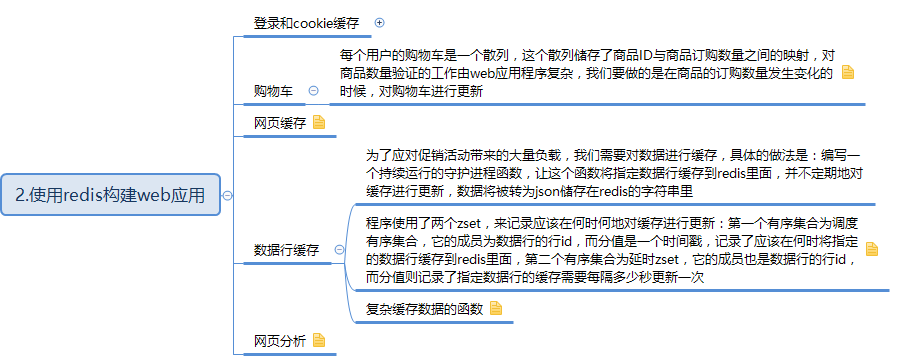 登录和cookie缓存
每个用户的购物车是一个散列，这个散列储存了商品ID与商品订购数量之间的映射，对
商品数量验证的工作由web应用程序复杂，我们要做的是在商品的订购数量发生变化的
时候，对购物车进行更新
购物车
网页缓存
为了应对促销活动带来的大量负载，我们需要对数据进行缓存，具体的做法是：编写一
个持续运行的守护进程函数，让这个函数将指定数据行缓存到redis里面，并不定期地对
缓存进行更新，数据将被转为json储存在redis的字符串里
2.使用redis构建web应用
程序使用了两个zset，来记录应该在何时何地对缓存进行更新：第一个有序集合为调度
有序集合，它的成员为数据行的行id，而分值是一个时间戳，记录了应该在何时将指定
的数据行缓存到redis里面，第二个有序集合为延时zset，它的成员也是数据行的行id，
而分值则记录了指定数据行的缓存需要每隔多少秒更新一次
数据行缓存
复杂缓存数据的函数
网页分析